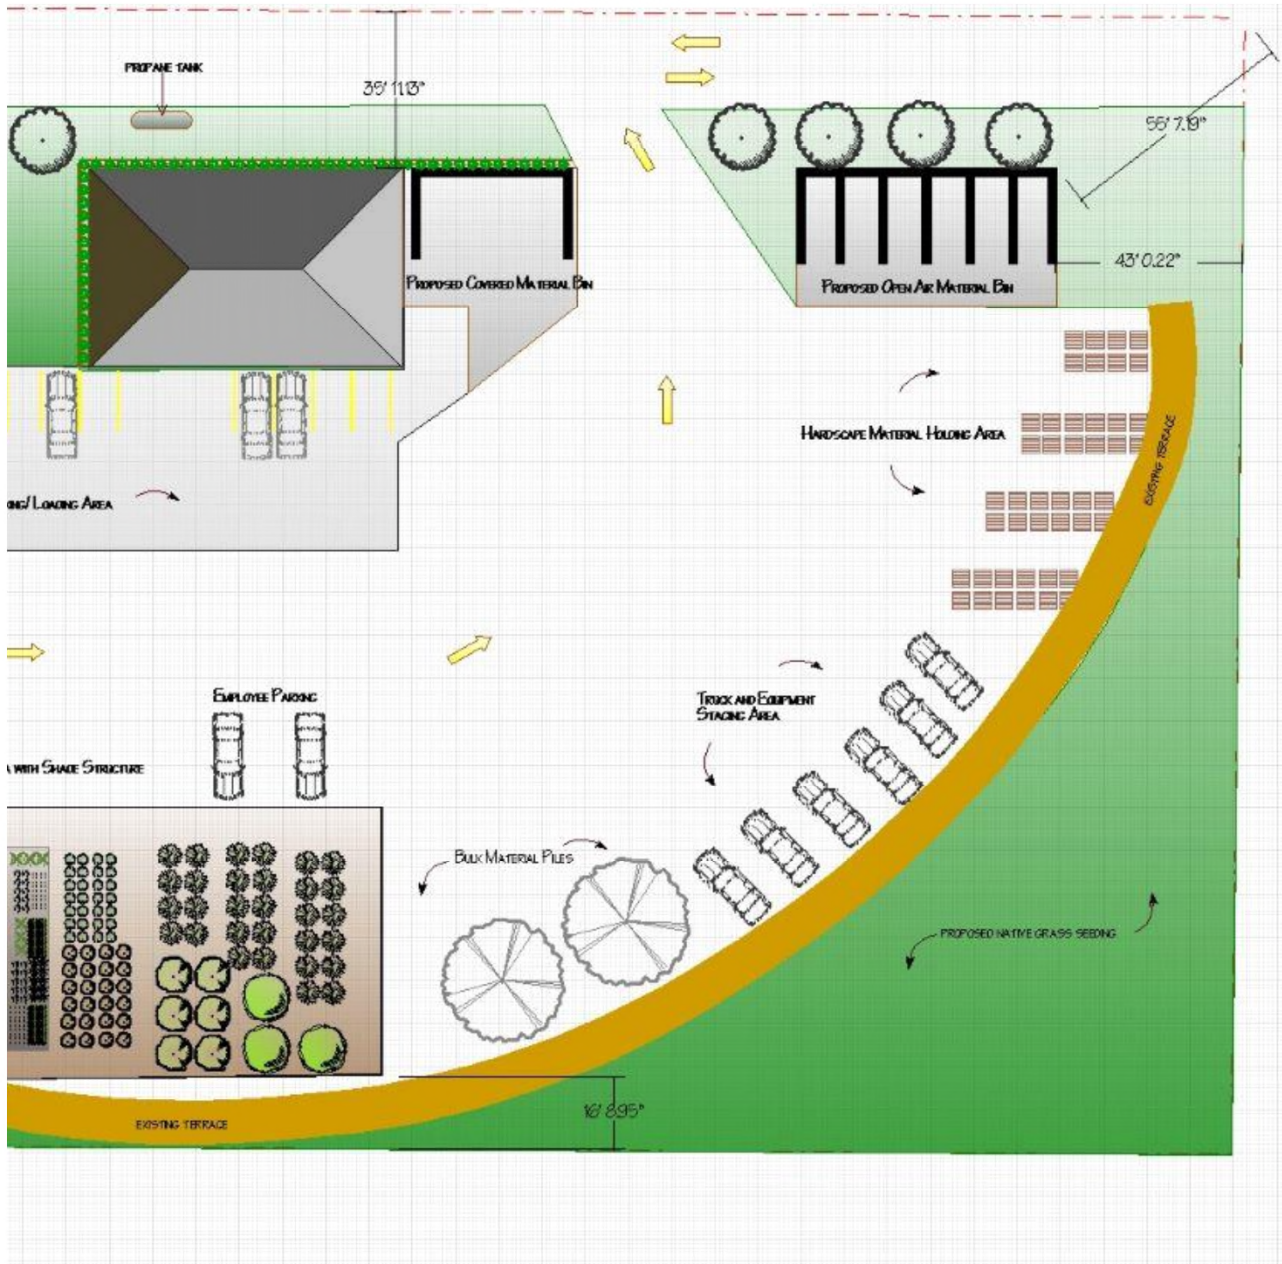 PROPANE TANK
35' 11.13"
55' 7.19"
PROPOSED COVERED MATERIAL BIN
PROPOSED OPEN AIR MATERIAL BIN
43' 0.22"
HARDSCAPE MATERIAL HOLDING AREA
EXISTING TERRACE
LOADING AREA
EMPLOYEE PARKING
TRUCK AND EQUIPMENT
STAGING AREA
WITH SHADE STRUCTURE
BULK MATERIAL PILES
PROPOSED NATIVE GRASS SEEDING
16' 8.95"
EXISTING TERRACE